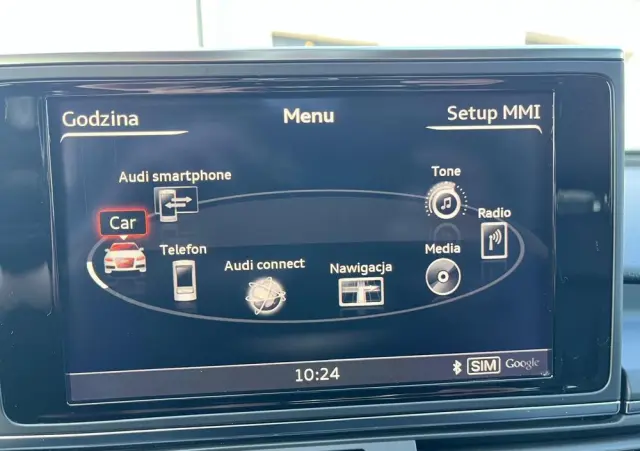 Godzina
Menu
Setup MMI
Audi smartphone
Tone
Car
Radio
Telefon
Audi connect
Nawigacja
Media
10:24
SIM
Google